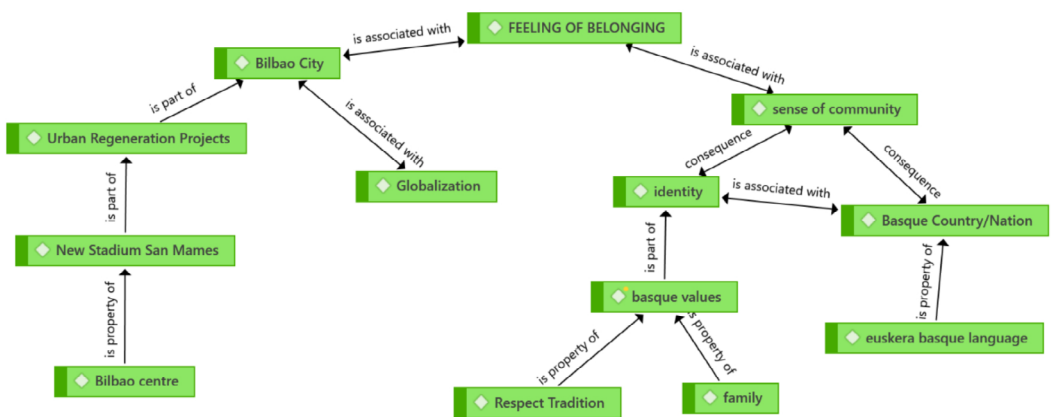 FEELING OF BELONGING
is associated with
Bilbao City
is associated with
sense of community
is part of
Urban Regeneration Projects
is associated with
Globalization
consequence
consequence
identity
is associated with
Basque Country/Nation
is part of
New Stadium San Mames
is part of
is property of
basque values
euskera basque language
is property of
Bilbao centre
is property of
is property of
Respect Tradition
family